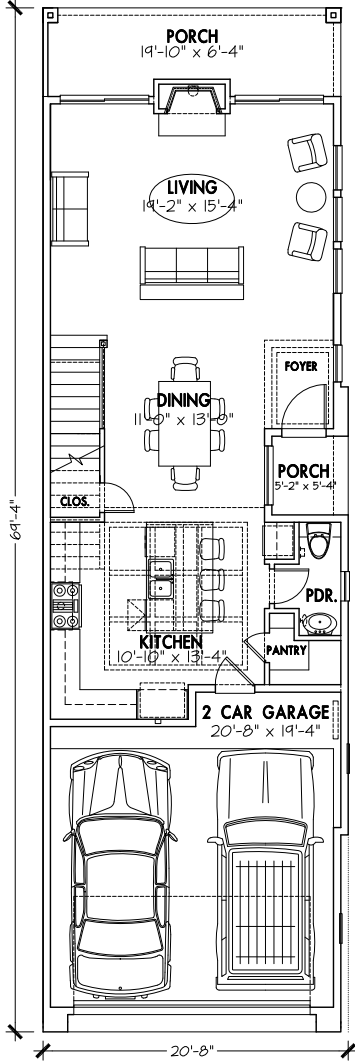 PORCH
19'-10" x 6'-4"
LIVING
19'-2" x 15'-4"
FOYER
DINING
11'-0" x 13'-0"
PORCH
5'-2" x 5'-4"
CLOS.
69'-4"
PDR.
KITCHEN
10'-10" x 13'-4"
PANTRY
2 CAR GARAGE
20'-8" x 19'-4"
20'-8"